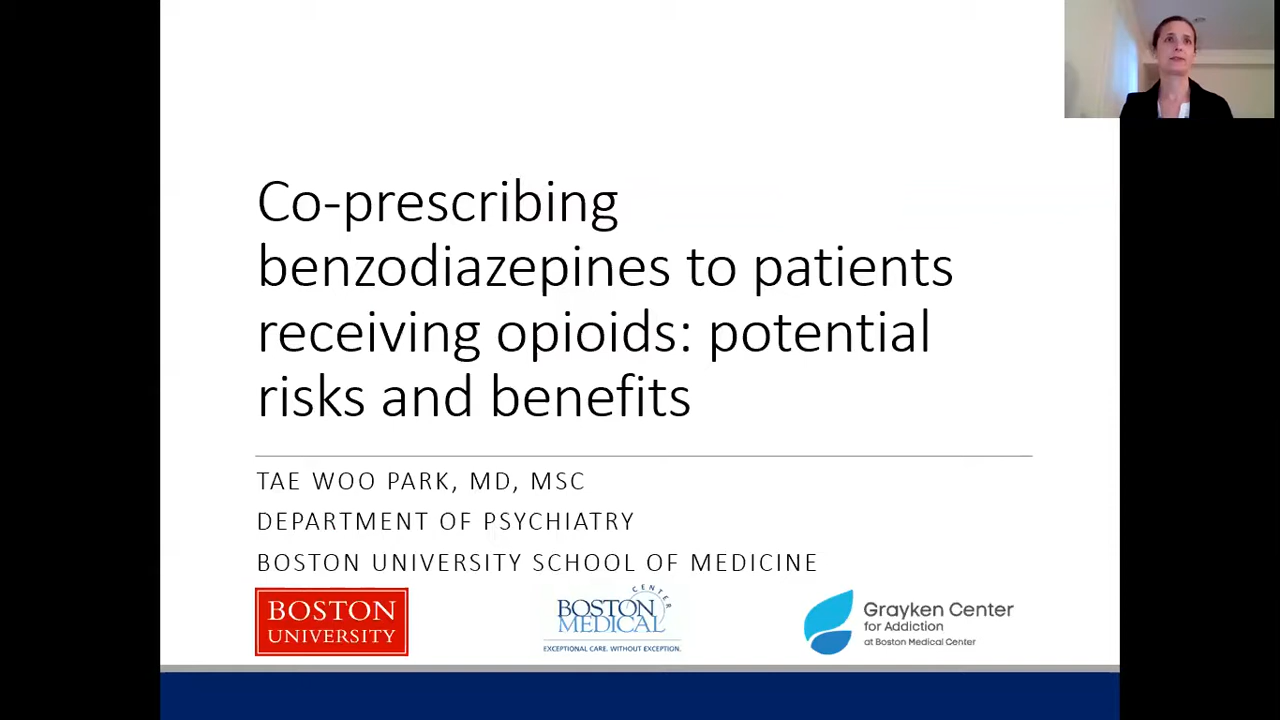 Co-prescribing
benzodiazepines to patients
receiving opioids: potential
risks and benefits
TAE WOO PARK, MD, MSC
DEPARTMENT OF PSYCHIATRY
BOSTON UNIVERSITY SCHOOL OF MEDICINE
BOSTON
UNIVERSITY
BOSTON
MEDICAL
CENTER
EXCEPTIONAL CARE. WITHOUT EXCEPTION.
Grayken Center
for Addiction
at Boston Medical Center